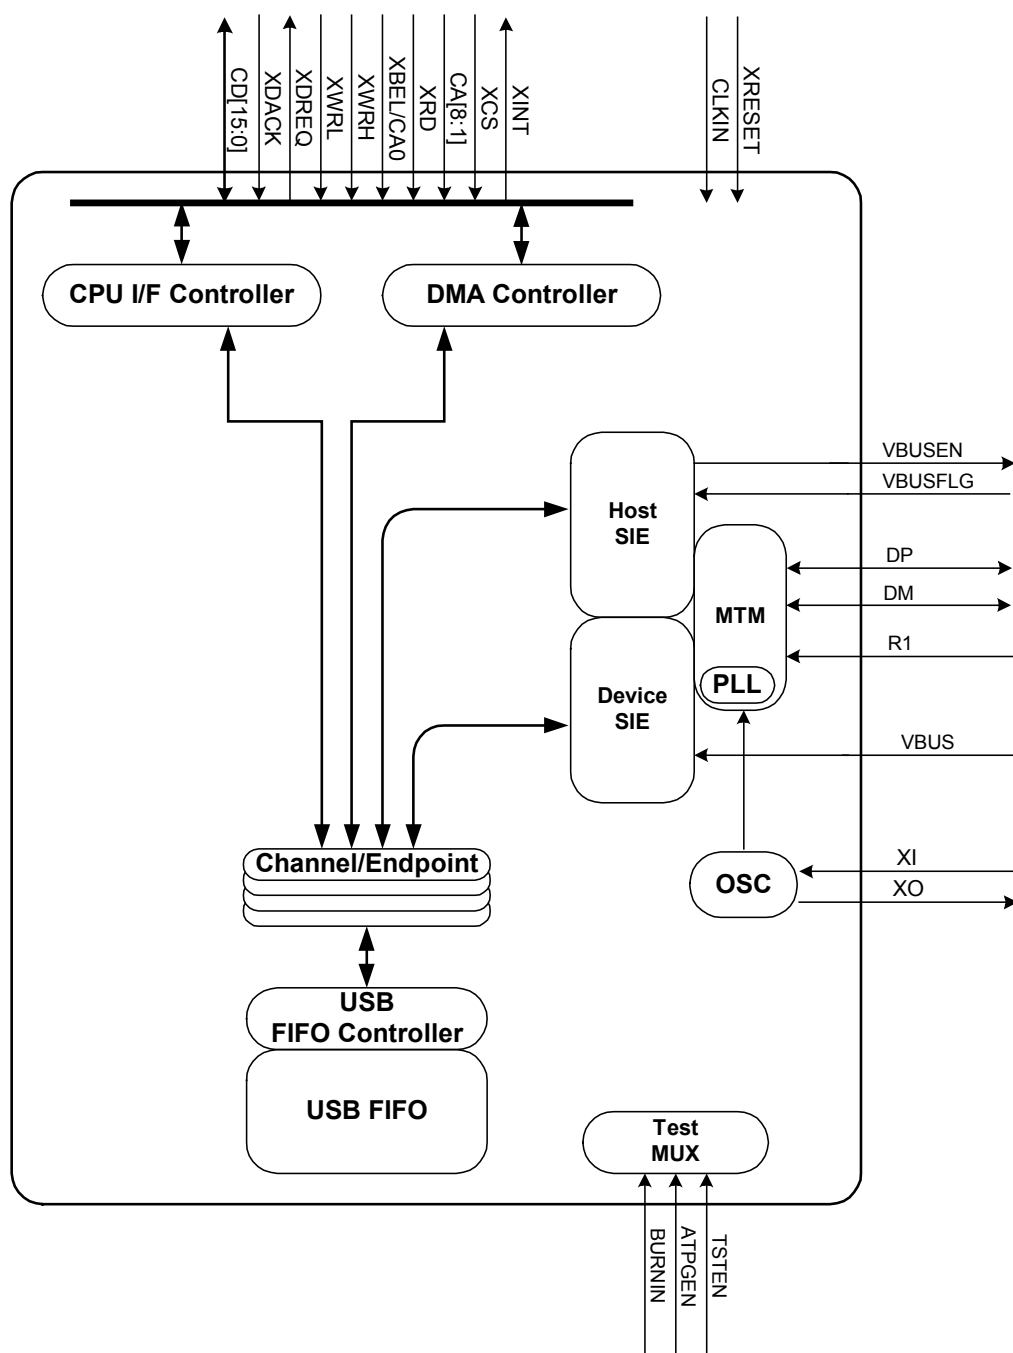 CD[15:0]
XDACK
XDREQ
XWRL
XWRH
XBEL/CA0
XRD
CA[8:1]
XCS
XINT
CLKIN
XRESET
CPU I/F Controller
DMA Controller
VBUSEN
VBUSFLG
Host
SIE
DP
DM
MTM
R1
PLL
Device
SIE
VBUS
Channel/Endpoint
OSC
XI
XO
USB
FIFO Controller
USB FIFO
Test
MUX
BURNIN
ATPGEN
TSTEN